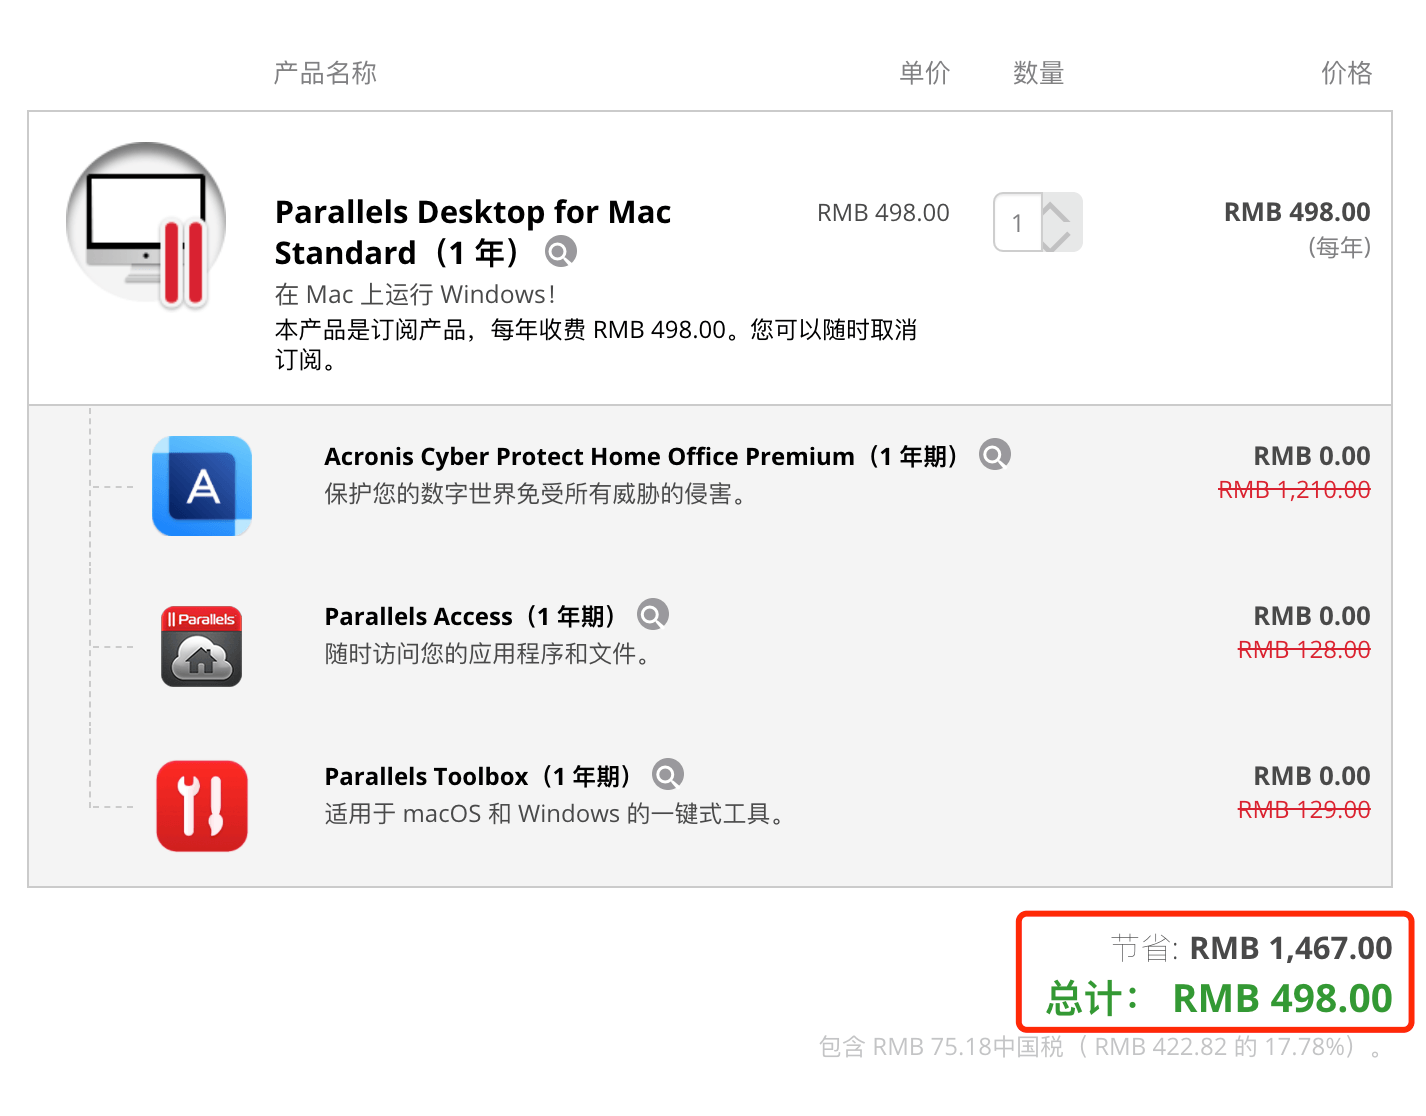 产品名称 单价 数量 价格
Parallels Desktop for Mac RMB 498.00 1 RMB 498.00
Standard（1 年） (每年)
在 Mac 上运行 Windows！
本产品是订阅产品，每年收费 RMB 498.00。您可以随时取消
订阅。
Acronis Cyber Protect Home Office Premium（1 年期） RMB 0.00
保护您的数字世界免受所有威胁的侵害。 RMB 1,210.00
Parallels
Parallels Access（1 年期） RMB 0.00
随时访问您的应用程序和文件。 RMB 128.00
Parallels Toolbox（1 年期） RMB 0.00
适用于 macOS 和 Windows 的一键式工具。 RMB 129.00
节省: RMB 1,467.00
总计： RMB 498.00
包含 RMB 75.18中国税（ RMB 422.82 的 17.78%）。